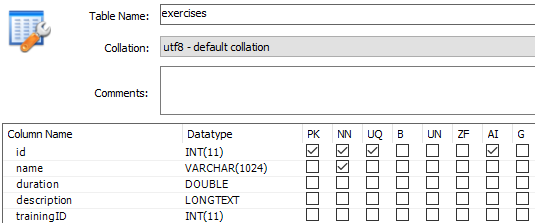 Table Name: exercises
Collation: utf8 - default collation
Comments:
Column Name Datatype PK NN UQ B UN ZF AI G
id INT(11)
name VARCHAR(1024)
duration DOUBLE
description LONGTEXT
trainingID INT(11)